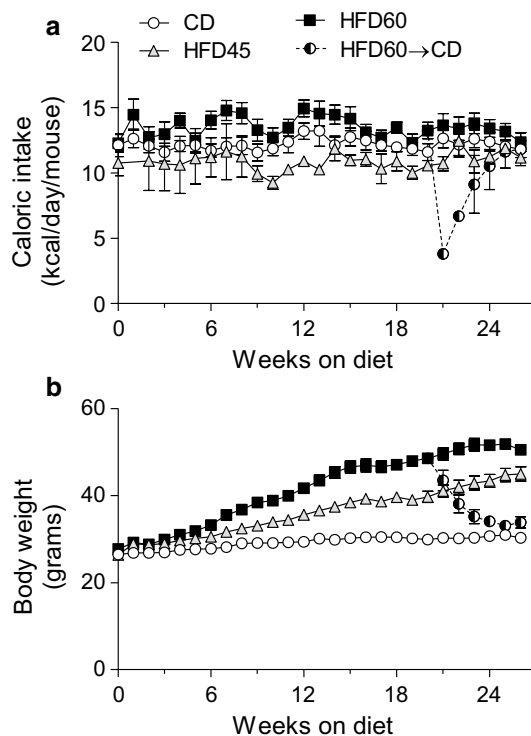 a
CD
HFD60
HFD45
HFD60→CD
Caloric intake
(kcal/day/mouse)
20
15
10
5
0
0 6 12 18 24
Weeks on diet
b
Body weight
(grams)
60
40
20
0
0 6 12 18 24
Weeks on diet